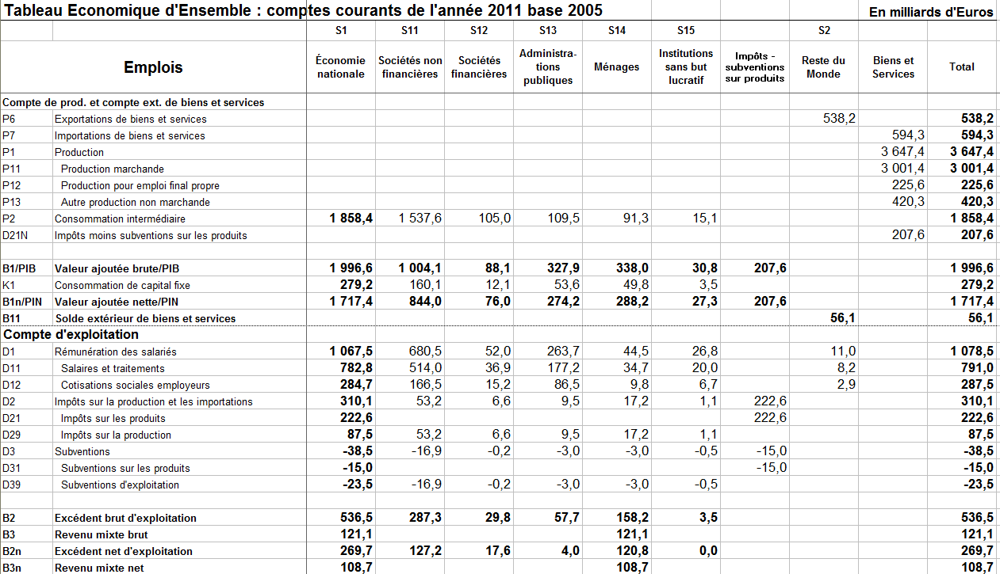 Tableau Economique d'Ensemble : comptes courants de l'année 2011 base 2005 En milliards d'Euros
S1 S11 S12 S13 S14 S15 S2
Emplois Économie nationale Sociétés non financières Sociétés financières Administra-tions publiques Ménages Institutions sans but lucratif Impôts - subventions sur produits Reste du Monde Biens et Services Total
Compte de prod. et compte ext. de biens et services
P6 Exportations de biens et services 538,2 538,2
P7 Importations de biens et services 594,3 594,3
P1 Production 3 647,4 3 647,4
P11 Production marchande 3 001,4 3 001,4
P12 Production pour emploi final propre 225,6 225,6
P13 Autre production non marchande 420,3 420,3
P2 Consommation intermédiaire 1 858,4 1 537,6 105,0 109,5 91,3 15,1 1 858,4
D21N Impôts moins subventions sur les produits 207,6 207,6
B1/PIB Valeur ajoutée brute/PIB 1 996,6 1 004,1 88,1 327,9 338,0 30,8 207,6 1 996,6
K1 Consommation de capital fixe 279,2 160,1 12,1 53,6 49,8 3,5 279,2
B1n/PIN Valeur ajoutée nette/PIN 1 717,4 844,0 76,0 274,2 288,2 27,3 207,6 1 717,4
B11 Solde extérieur de biens et services 56,1 56,1
Compte d'exploitation
D1 Rémunération des salariés 1 067,5 680,5 52,0 263,7 44,5 26,8 11,0 1 078,5
D11 Salaires et traitements 782,8 514,0 36,9 177,2 34,7 20,0 8,2 791,0
D12 Cotisations sociales employeurs 284,7 166,5 15,2 86,5 9,8 6,7 2,9 287,5
D2 Impôts sur la production et les importations 310,1 53,2 6,6 9,5 17,2 1,1 222,6 310,1
D21 Impôts sur les produits 222,6 222,6 222,6
D29 Impôts sur la production 87,5 53,2 6,6 9,5 17,2 1,1 87,5
D3 Subventions -38,5 -16,9 -0,2 -3,0 -3,0 -0,5 -15,0 -38,5
D31 Subventions sur les produits -15,0 -15,0 -15,0
D39 Subventions d'exploitation -23,5 -16,9 -0,2 -3,0 -3,0 -0,5 -23,5
B2 Excédent brut d'exploitation 536,5 287,3 29,8 57,7 158,2 3,5 536,5
B3 Revenu mixte brut 121,1 121,1 121,1
B2n Excédent net d'exploitation 269,7 127,2 17,6 4,0 120,8 0,0 269,7
B3n Revenu mixte net 108,7 108,7 108,7